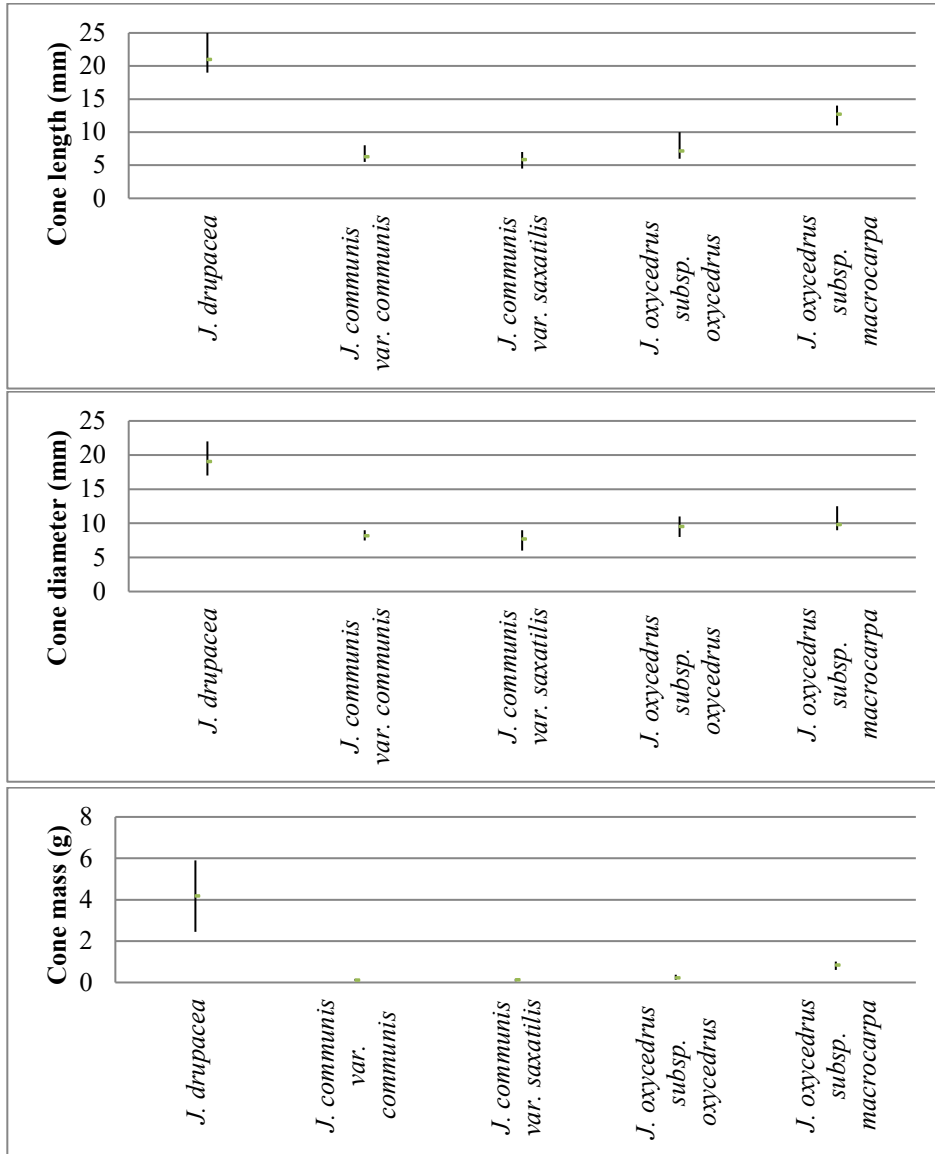 Cone length (mm)
25
20
15
10
5
0
J. drupacea
J. communis
var. communis
J. communis
var. saxatilis
J. oxycedrus
subsp.
oxycedrus
J. oxycedrus
subsp.
macrocarpa
Cone diameter (mm)
25
20
15
10
5
0
J. drupacea
J. communis
var. communis
J. communis
var. saxatilis
J. oxycedrus
subsp.
oxycedrus
J. oxycedrus
subsp.
macrocarpa
Cone mass (g)
8
6
4
2
0
J. drupacea
J. communis
var.
communis
J. communis
var. saxatilis
J. oxycedrus
subsp.
oxycedrus
J. oxycedrus
subsp.
macrocarpa